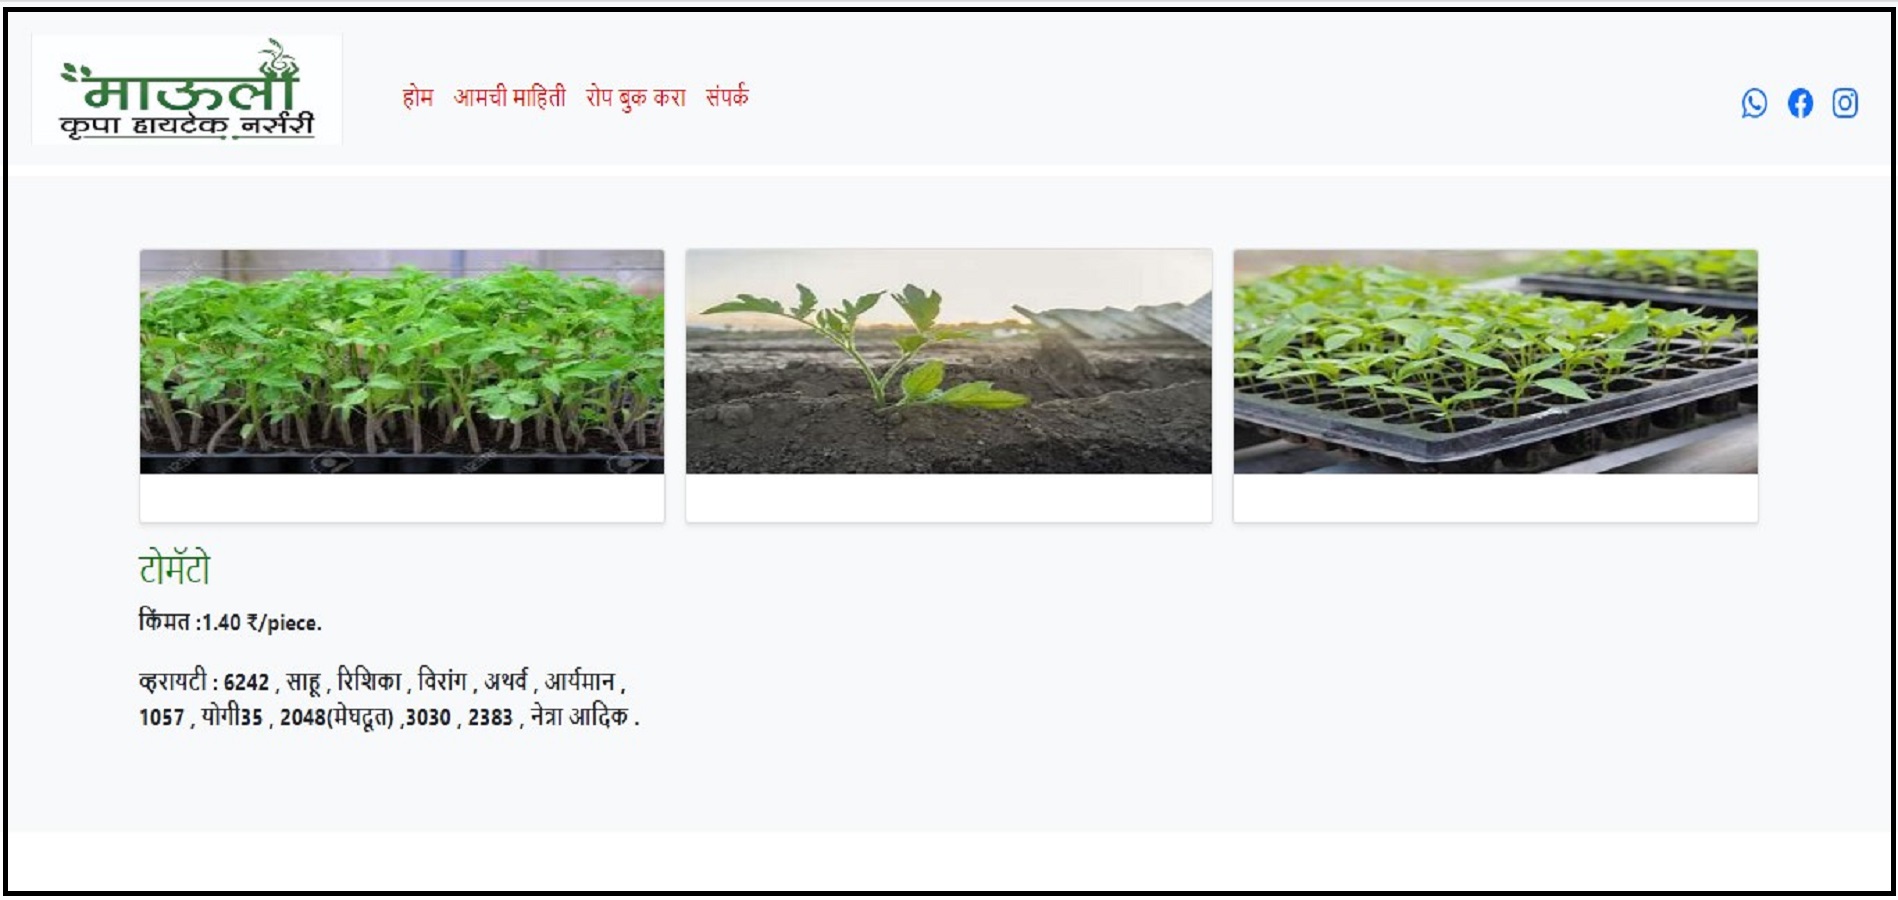 माऊली
कृपा हायटेक नर्सरी
होम आमची माहिती रोप बुक करा संपर्क
टोमॅटो
किंमत :1.40 ₹/piece.
व्हरायटी : 6242 , साहू , रिशिका , विरांग , अथर्व , आर्यमान ,
1057 , योगी35 , 2048(मेघदूत) ,3030 , 2383 , नेत्रा आदिक .